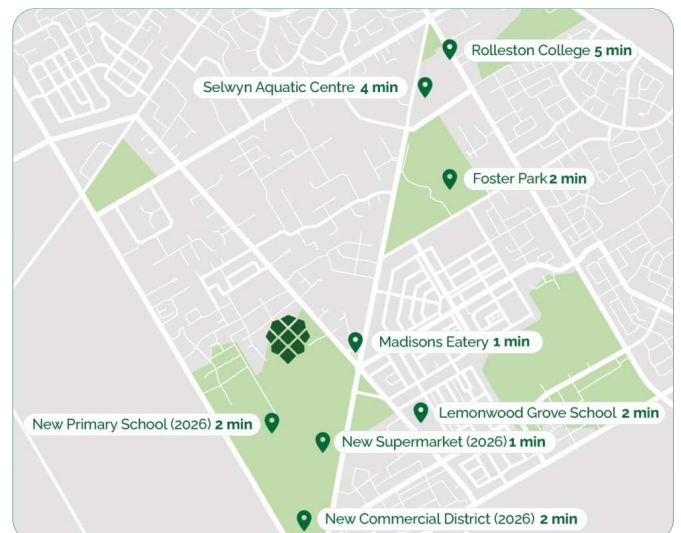 Rolleston College 5 min
Selwyn Aquatic Centre 4 min
Foster Park 2 min
Madisons Eatery 1 min
Lemonwood Grove School 2 min
New Primary School (2026) 2 min
New Supermarket (2026) 1 min
New Commercial District (2026) 2 min